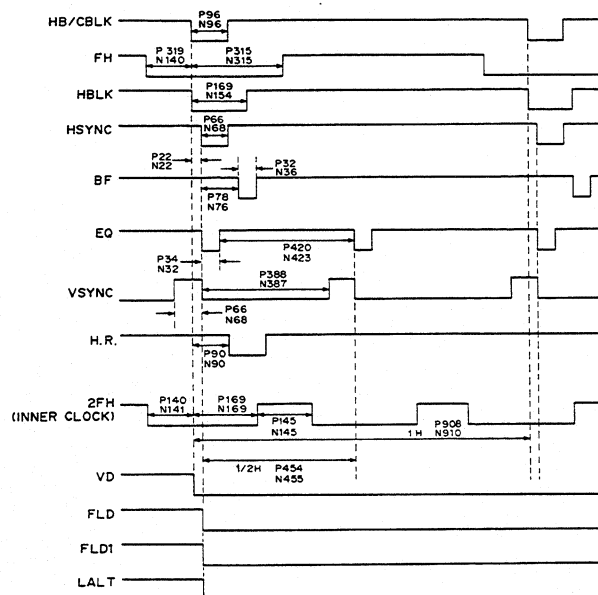 HB/CBLK
P96
N96
FH
P 319
N140
P315
N315
HBLK
P169
N154
HSYNC
P66
N68
P22
N22
BF
P32
N36
P78
N76
EQ
P420
N423
P34
N32
P388
N387
VSYNC
P66
N68
H.R.
P90
N90
2FH
(INNER CLOCK)
P140
N141
P169
N169
P145
N145
1H
P908
N910
1/2H
P454
N455
VD
FLD
FLD1
LALT